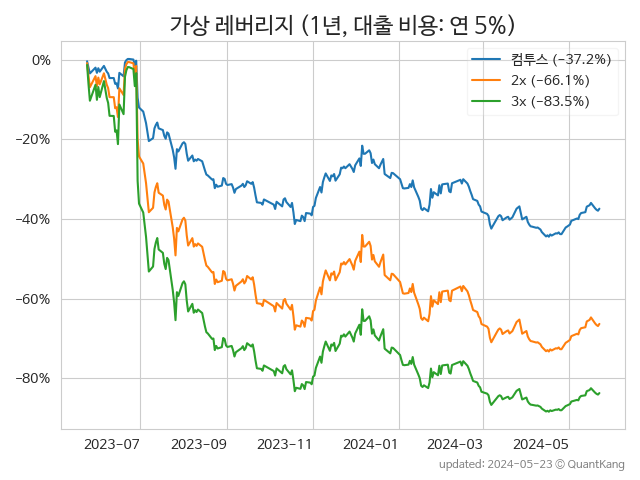 가상 레버리지 (1년, 대출 비용: 연 5%)
컴투스 (−37.2%)
2x (−66.1%)
3x (−83.5%)
0%
−20%
−40%
−60%
−80%
2023-07 2023-09 2023-11 2024-01 2024-03 2024-05
updated: 2024-05-23 © QuantKang